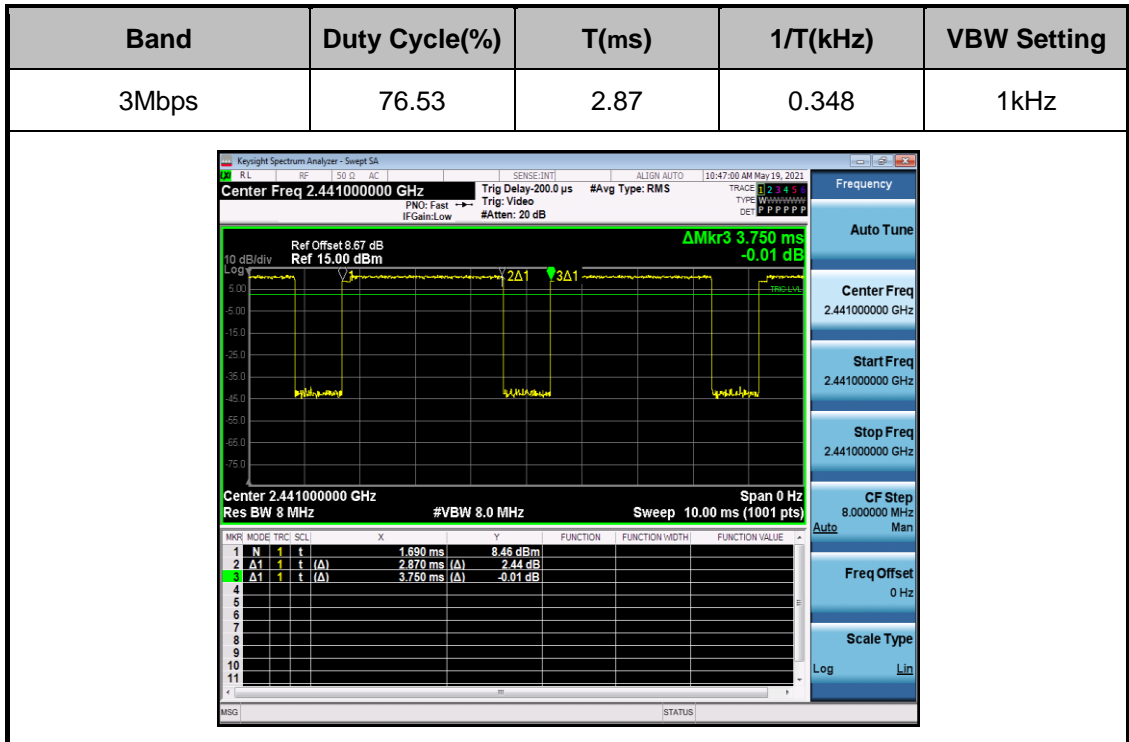 Band Duty Cycle(%) T(ms) 1/T(kHz) VBW Setting
3Mbps 76.53 2.87 0.348 1kHz
Keysight Spectrum Analyzer - Swept SA
RL RF 50 Ω AC SENSE:INT ALIGN AUTO 10:47:00 AM May 19, 2021
Center Freq 2.441000000 GHz Trig Delay-200.0 µs #Avg Type: RMS TRACE 1 2 3 4 5 6
PNO: Fast Trig: Video TYPE WWWWWW
IFGain:Low #Atten: 20 dB DET P P P P P P
Frequency
Auto Tune
Center Freq
2.441000000 GHz
Start Freq
2.441000000 GHz
Stop Freq
2.441000000 GHz
CF Step
8.000000 MHz
Auto Man
Freq Offset
0 Hz
Scale Type
Log Lin
ΔMkr3 3.750 ms
-0.01 dB
Ref Offset 8.67 dB
10 dB/div Ref 15.00 dBm
Log
1 2Δ1 3Δ1
5.00 TRIG LVL
-5.00
-15.0
-25.0
-35.0
-45.0
-55.0
-65.0
-75.0
Center 2.441000000 GHz Span 0 Hz
Res BW 8 MHz #VBW 8.0 MHz Sweep 10.00 ms (1001 pts)
MKR MODE TRC SCL X Y FUNCTION FUNCTION WIDTH FUNCTION VALUE
1 N 1 t 1.690 ms 8.46 dBm
2 Δ1 1 t (Δ) 2.870 ms (Δ) 2.44 dB
3 Δ1 1 t (Δ) 3.750 ms (Δ) -0.01 dB
4
5
6
7
8
9
10
11
MSG STATUS